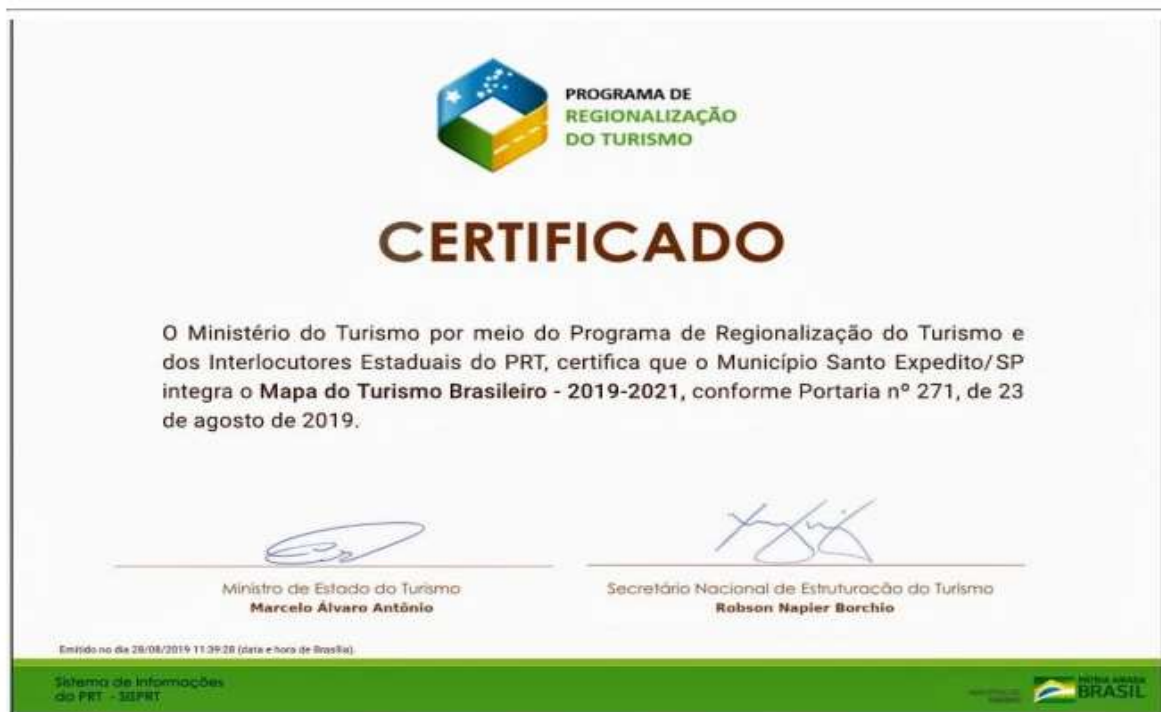 PROGRAMA DE
REGIONALIZAÇÃO
DO TURISMO
CERTIFICADO
O Ministério do Turismo por meio do Programa de Regionalização do Turismo e
dos Interlocutores Estaduais do PRT, certifica que o Município Santo Expedito/SP
integra o Mapa do Turismo Brasileiro - 2019-2021, conforme Portaria nº 271, de 23
de agosto de 2019.
Ministro de Estado do Turismo
Marcelo Álvaro Antônio
Secretário Nacional de Estruturação do Turismo
Robson Napier Borchio
Emitido no dia 28/08/2019 11:39:28 (data e hora de Brasília).
Sistema de Informações
do PRT - SISPRT
PÁTRIA AMADA
BRASIL